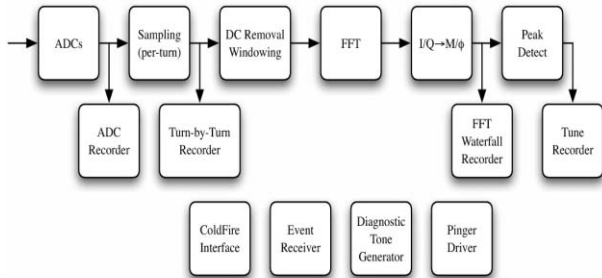 ADCs
Sampling
(per-turn)
DC Removal
Windowing
FFT
I/Q→M/ϕ
Peak
Detect
ADC
Recorder
Turn-by-Turn
Recorder
FFT
Waterfall
Recorder
Tune
Recorder
ColdFire
Interface
Event
Receiver
Diagnostic
Tone
Generator
Pinger
Driver